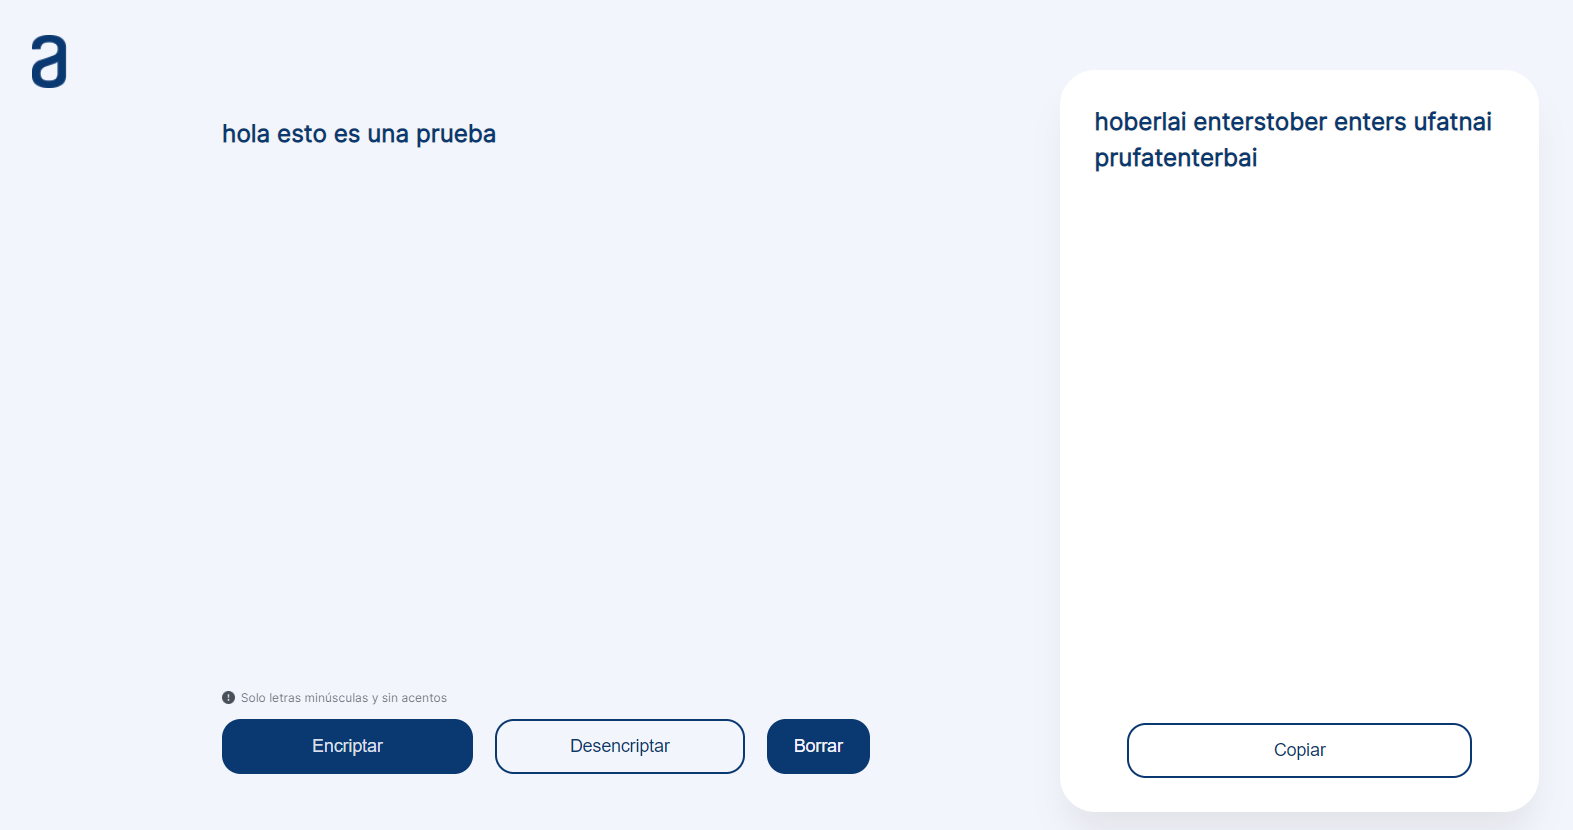 a
hola esto es una prueba
hoberlai enterstober enters ufatnai
prufatenterbai
Solo letras minúsculas y sin acentos
Encriptar
Desencriptar
Borrar
Copiar